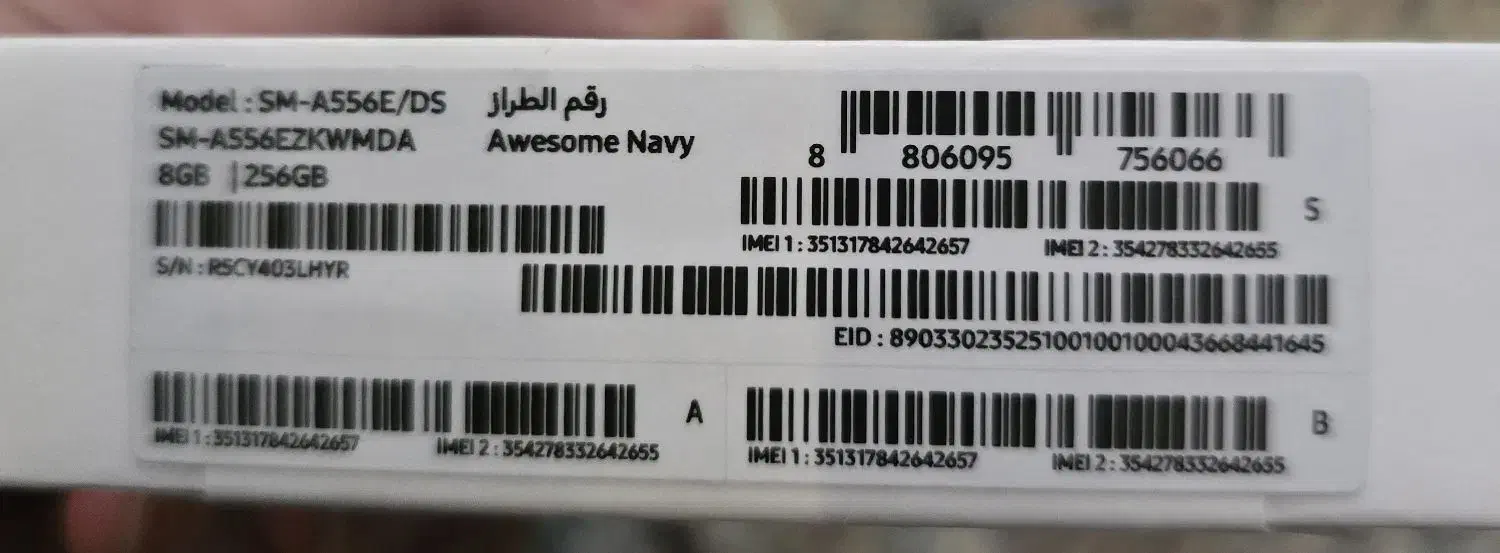 Model : SM-A556E/DS رقم الطراز
SM-A556EZKWMDA Awesome Navy
8GB | 256GB
8 806095 756066
S
IMEI 1 : 351317842642657 IMEI 2 : 354278332642655
S/N : R5CY403LHYR
EID : 89033023525100100100043668441645
A
IMEI 1 : 351317842642657 IMEI 2 : 354278332642655
B
IMEI 1 : 351317842642657 IMEI 2 : 354278332642655